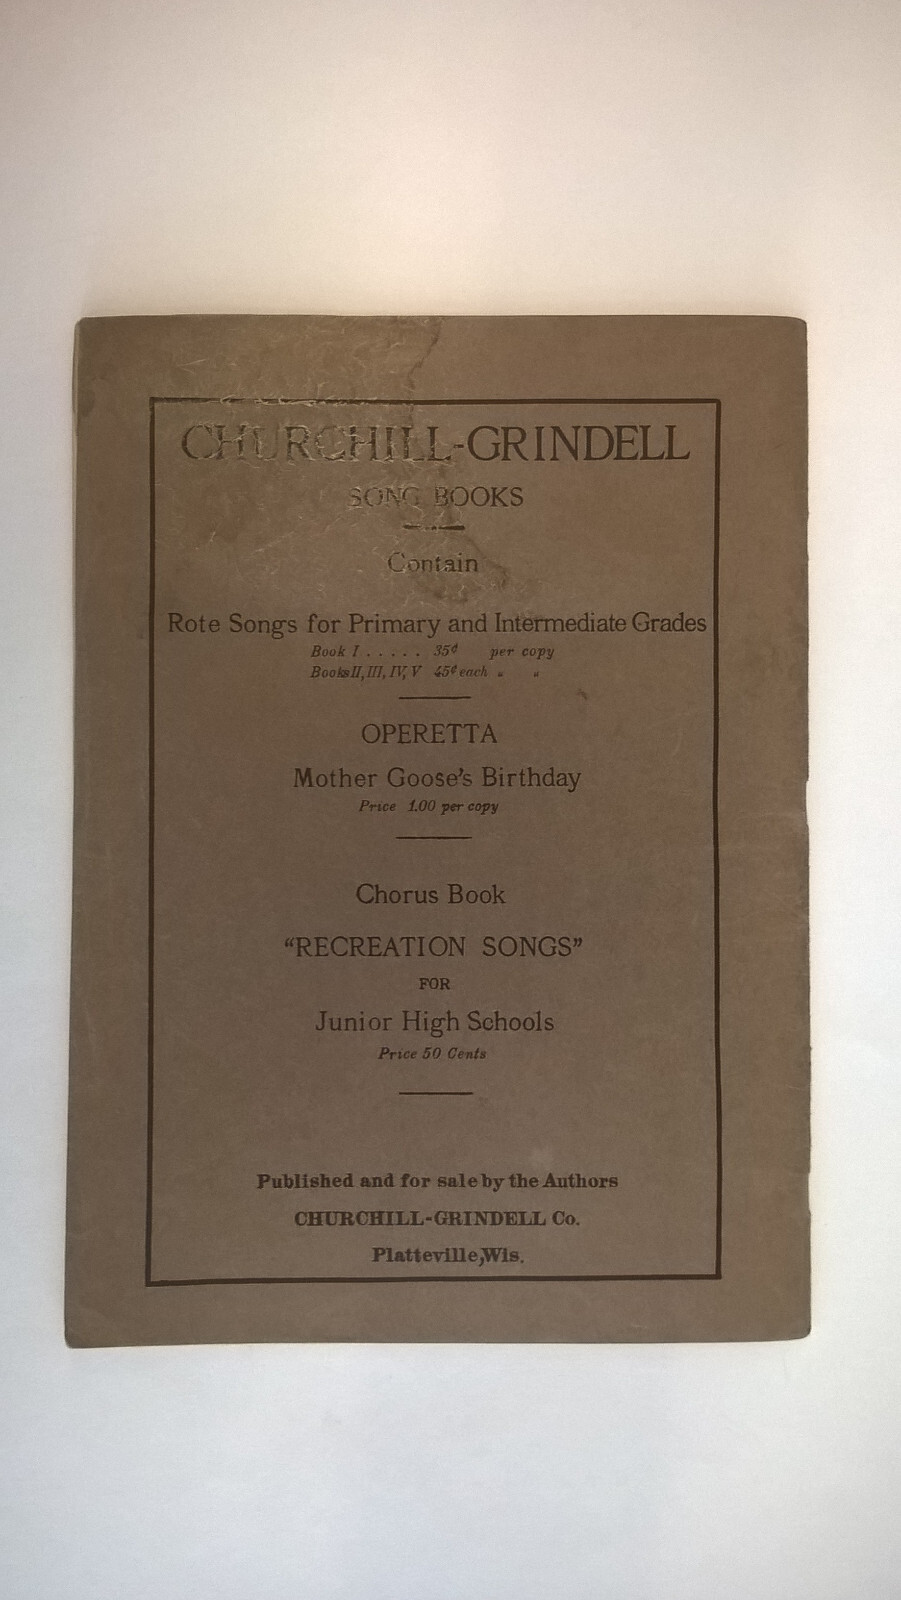 CHURCHILL-GRINDELL
SONG BOOKS
Contain
Rote Songs for Primary and Intermediate Grades
Book I ..... 35¢ per copy
Books II, III, IV, V 45¢ each " "
OPERETTA
Mother Goose's Birthday
Price 1.00 per copy
Chorus Book
“RECREATION SONGS”
FOR
Junior High Schools
Price 50 Cents
Published and for sale by the Authors
CHURCHILL-GRINDELL Co.
Platteville, Wis.